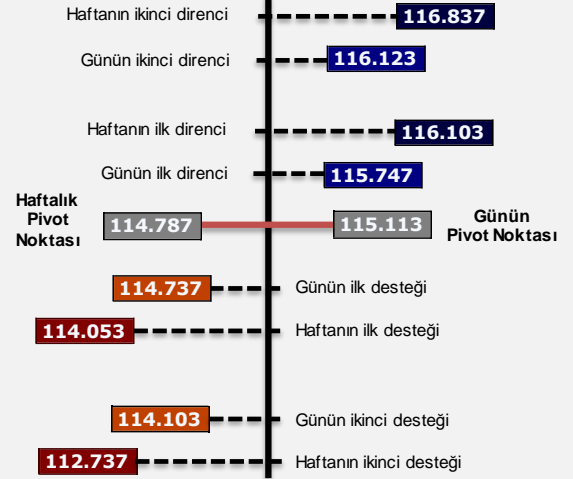 Haftanın ikinci direnci 116.837
Günün ikinci direnci 116.123
Haftanın ilk direnci 116.103
Günün ilk direnci 115.747
Haftalık
Pivot
Noktası
114.787
115.113
Günün
Pivot Noktası
114.737 Günün ilk desteği
114.053 Haftanın ilk desteği
114.103 Günün ikinci desteği
112.737 Haftanın ikinci desteği